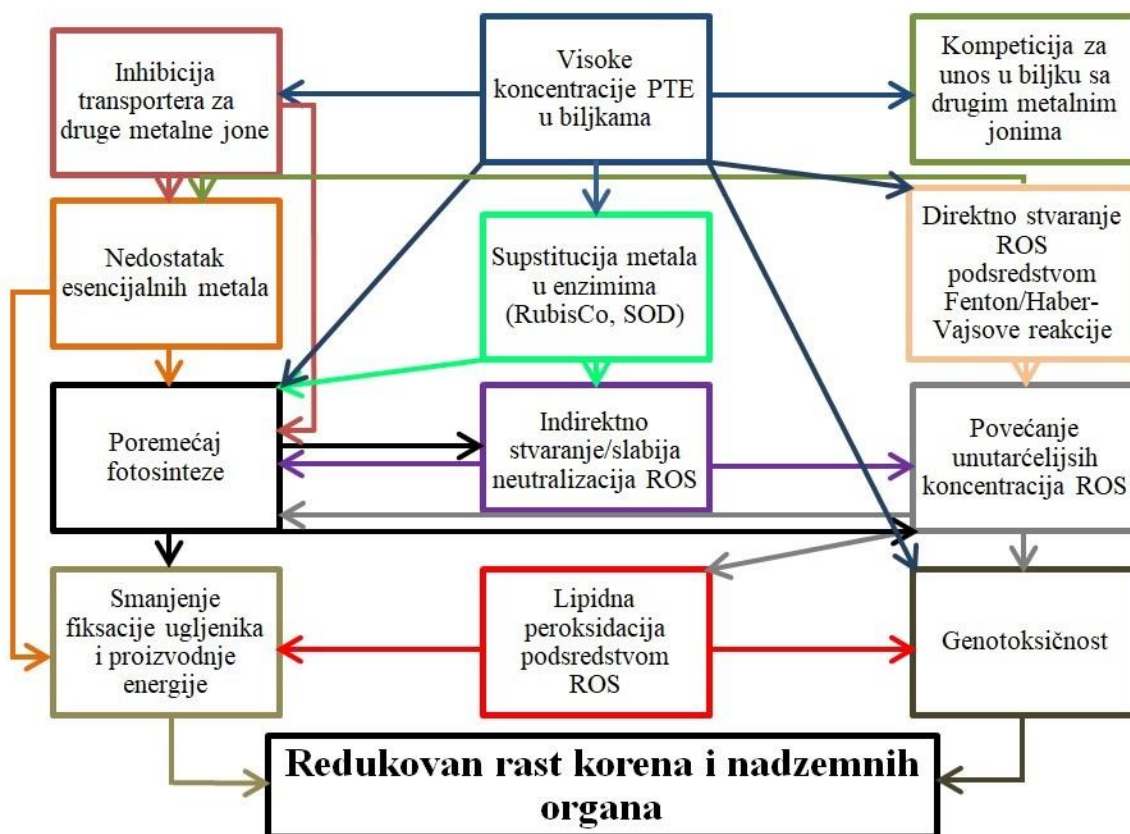 Inhibicija
transportera za
druge metalne jone
Visoke
koncentracije PTE
u biljkama
Kompeticija za
unos u biljku sa
drugim metalnim
jonima
Nedostatak
esencijalnih metala
Supstitucija metala
u enzimima
(RubisCo, SOD)
Direktno stvaranje
ROS
podsredstvom
Fenton/Haber-
Vajsove reakcije
Poremećaj
fotosinteze
Indirektno
stvaranje/slabija
neutralizacija ROS
Povećanje
unutarćelijsih
koncentracija ROS
Smanjenje
fiksacije ugljenika
i proizvodnje
energije
Lipidna
peroksidacija
podsredstvom
ROS
Genotoksičnost
Redukovan rast korena i nadzemnih
organa